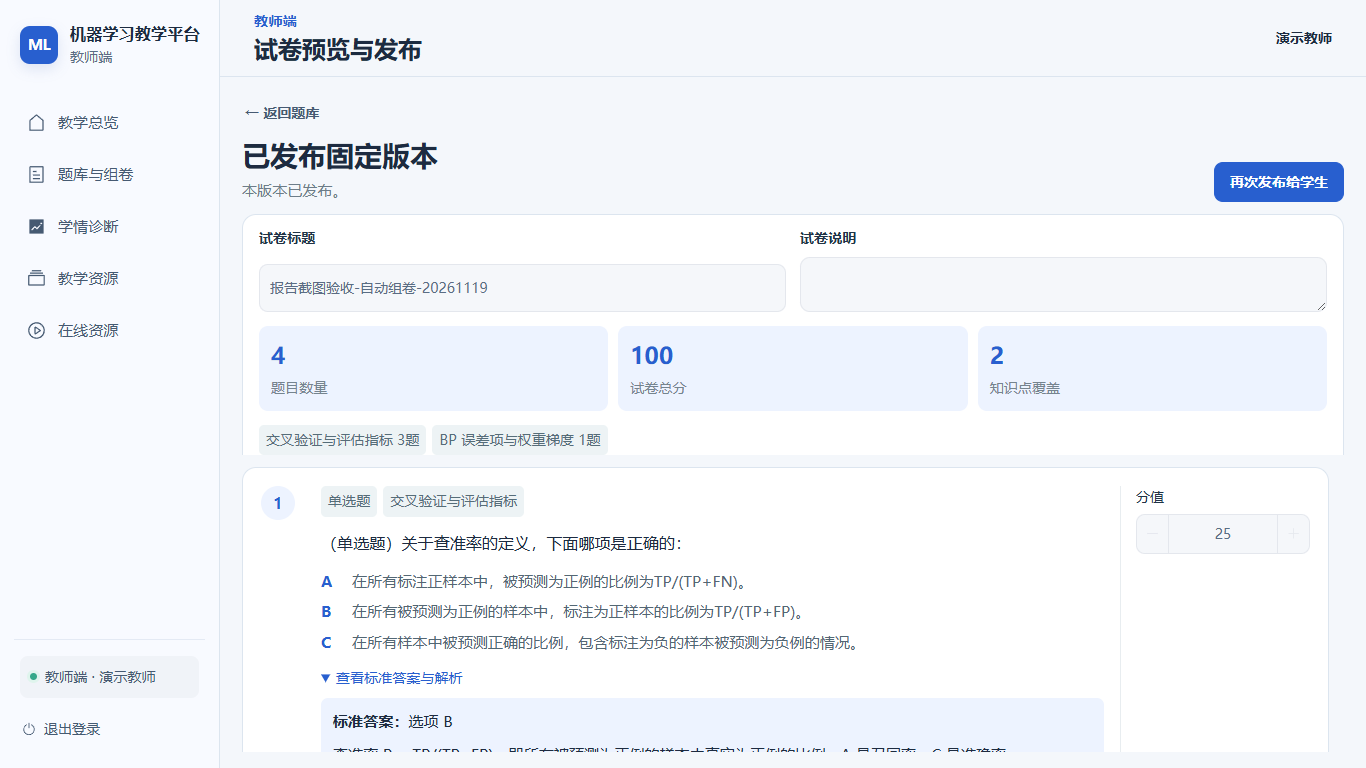 ML
机器学习教学平台
教师端
教学总览
题库与组卷
学情诊断
教学资源
在线资源
教师端 · 演示教师
退出登录
教师端
试卷预览与发布
演示教师
← 返回题库
已发布固定版本
本版本已发布。
再次发布给学生
试卷标题
试卷说明
报告截图验收-自动组卷-20261119
4
题目数量
100
试卷总分
2
知识点覆盖
交叉验证与评估指标 3题
BP 误差项与权重梯度 1题
1
单选题
交叉验证与评估指标
（单选题）关于查准率的定义，下面哪项是正确的：
A 在所有标注正样本中，被预测为正例的比例为TP/(TP+FN)。
B 在所有被预测为正例的样本中，标注为正样本的比例为TP/(TP+FP)。
C 在所有样本中被预测正确的比例，包含标注为负的样本被预测为负例的情况。
▼ 查看标准答案与解析
标准答案：选项 B
分值
25